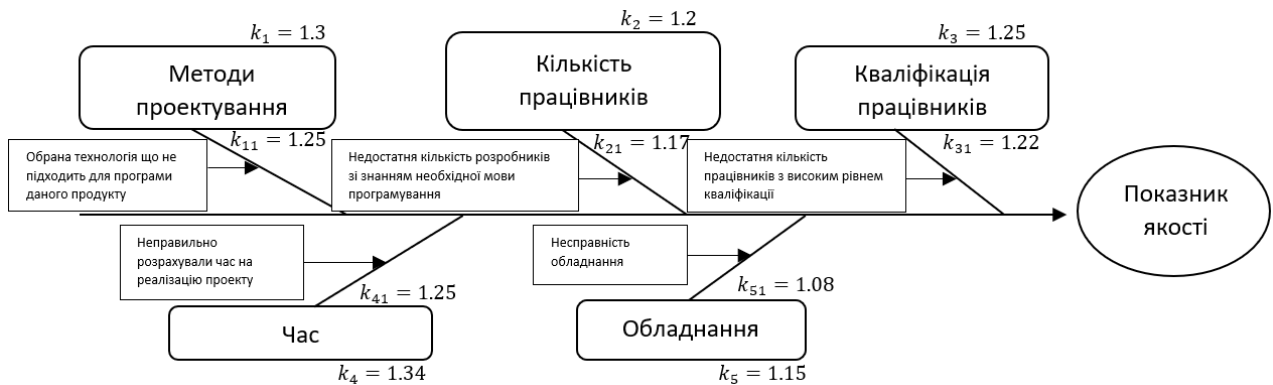 k₁ = 1.3
Методи
проектування
k₁₁ = 1.25
Обрана технологія що не
підходить для програми
даного продукту
k₂ = 1.2
Кількість
працівників
k₂₁ = 1.17
Недостатня кількість розробників
зі знанням необхідної мови
програмування
k₃ = 1.25
Кваліфікація
працівників
k₃₁ = 1.22
Недостатня кількість
працівників з високим рівнем
кваліфікації
Показник
якості
Неправильно
розрахували час на
реалізацію проекту
k₄₁ = 1.25
Час
k₄ = 1.34
Несправність
обладнання
k₅₁ = 1.08
Обладнання
k₅ = 1.15